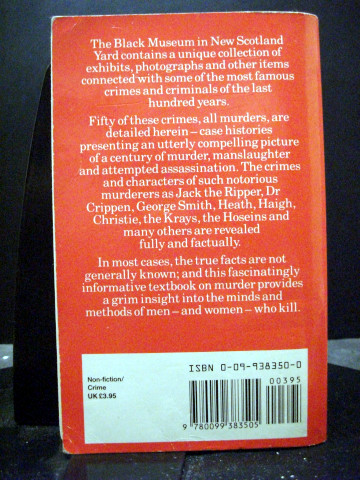 The Black Museum in New Scotland
Yard contains a unique collection of
exhibits, photographs and other items
connected with some of the most famous
crimes and criminals of the last
hundred years.
Fifty of these crimes, all murders, are
detailed herein – case histories
presenting an utterly compelling picture
of a century of murder, manslaughter
and attempted assassination. The crimes
and characters of such notorious
murderers as Jack the Ripper, Dr
Crippen, George Smith, Heath, Haigh,
Christie, the Krays, the Hoseins and
many others are revealed
fully and factually.
In most cases, the true facts are not
generally known; and this fascinatingly
informative textbook on murder provides
a grim insight into the minds and
methods of men – and women – who kill.
Non-fiction/
Crime
UK £3.95
ISBN 0-09-938350-0
00395
9 780099 383505